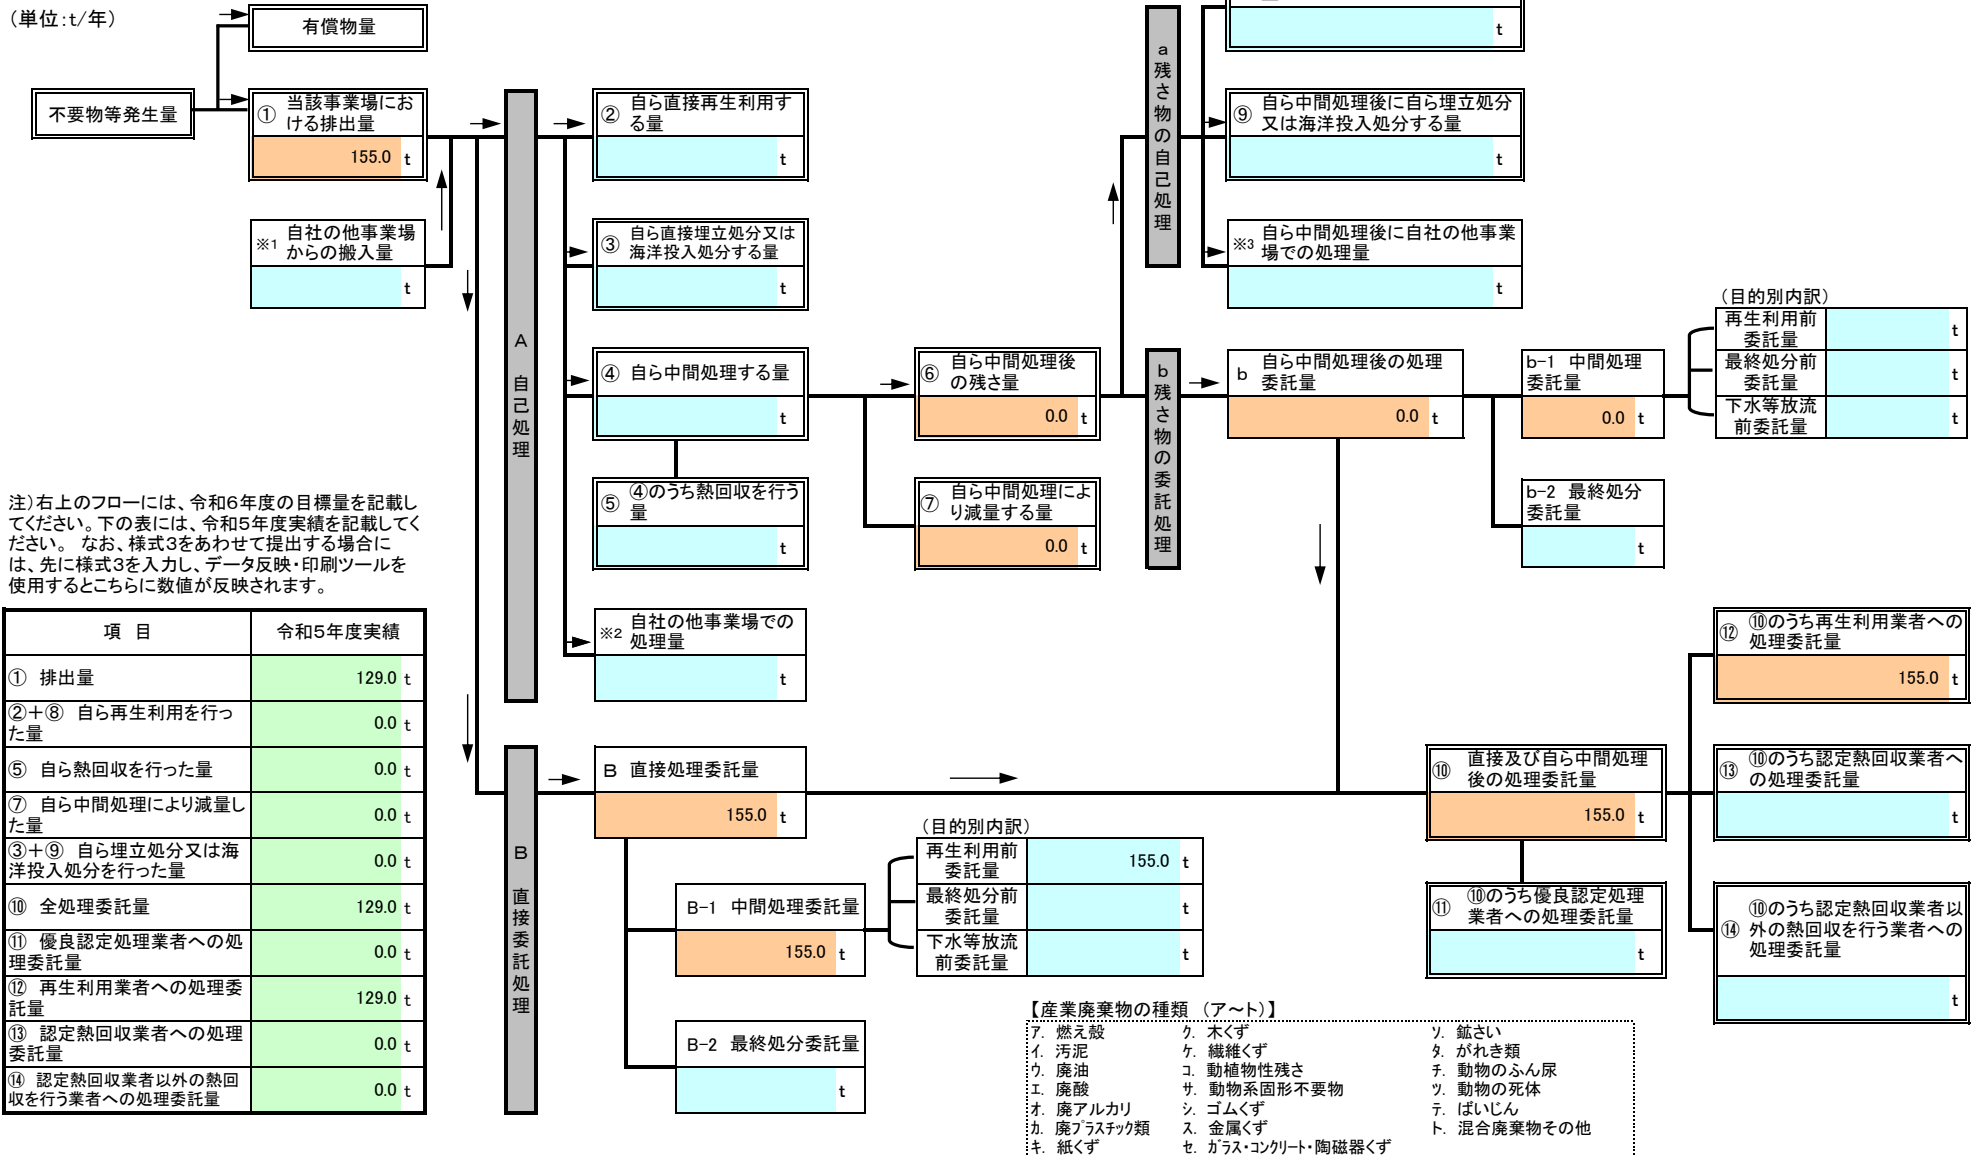 (単位:t/年)
有償物量
t
不要物等発生量
① 当該事業場にお
ける排出量
155.0 t
※1 自社の他事業場
からの搬入量
t
A 自己処理
② 自ら直接再生利用す
る量
t
③ 自ら直接埋立処分又は
海洋投入処分する量
t
④ 自ら中間処理する量
t
⑤ ④のうち熱回収を行う
量
t
※2 自社の他事業場での
処理量
t
⑥ 自ら中間処理後
の残さ量
0.0 t
⑦ 自ら中間処理によ
り減量する量
0.0 t
a 残さ物の自己処理
⑨ 自ら中間処理後に自ら埋立処分
又は海洋投入処分する量
t
※3 自ら中間処理後に自社の他事業
場での処理量
t
b 残さ物の委託処理
b 自ら中間処理後の処理
委託量
0.0 t
b-1 中間処理
委託量
0.0 t
b-2 最終処分
委託量
t
(目的別内訳)
再生利用前
委託量
t
最終処分前
委託量
t
下水等放流
前委託量
t
注)右上のフローには、令和6年度の目標量を記載し
てください。下の表には、令和5年度実績を記載してく
ださい。 なお、様式3をあわせて提出する場合に
は、先に様式3を入力し、データ反映・印刷ツールを
使用するとこちらに数値が反映されます。
項 目 令和5年度実績
① 排出量 129.0 t
②+⑧ 自ら再生利用を行っ
た量 0.0 t
⑤ 自ら熱回収を行った量 0.0 t
⑦ 自ら中間処理により減量し
た量 0.0 t
③+⑨ 自ら埋立処分又は海
洋投入処分を行った量 0.0 t
⑩ 全処理委託量 129.0 t
⑪ 優良認定処理業者への処
理委託量 0.0 t
⑫ 再生利用業者への処理委
託量 129.0 t
⑬ 認定熱回収業者への処理
委託量 0.0 t
⑭ 認定熱回収業者以外の熱回
収を行う業者への処理委託量 0.0 t
B 直接委託処理
B 直接処理委託量
155.0 t
B-1 中間処理委託量
155.0 t
B-2 最終処分委託量
t
(目的別内訳)
再生利用前
委託量
155.0 t
最終処分前
委託量
t
下水等放流
前委託量
t
⑩ 直接及び自ら中間処理
後の処理委託量
155.0 t
⑪ ⑩のうち優良認定処理
業者への処理委託量
t
⑫ ⑩のうち再生利用業者への
処理委託量
155.0 t
⑬ ⑩のうち認定熱回収業者へ
の処理委託量
t
⑭ ⑩のうち認定熱回収業者以
外の熱回収を行う業者への
処理委託量
t
【産業廃棄物の種類 (ア~ト)】
ア. 燃え殻 ク. 木くず ソ. 鉱さい
イ. 汚泥 ケ. 繊維くず タ. がれき類
ウ. 廃油 コ. 動植物性残さ チ. 動物のふん尿
エ. 廃酸 サ. 動物系固形不要物 ツ. 動物の死体
オ. 廃アルカリ シ. ゴムくず テ. ばいじん
カ. 廃プラスチック類 ス. 金属くず ト. 混合廃棄物その他
キ. 紙くず セ. ガラス・コンクリート・陶磁器くず